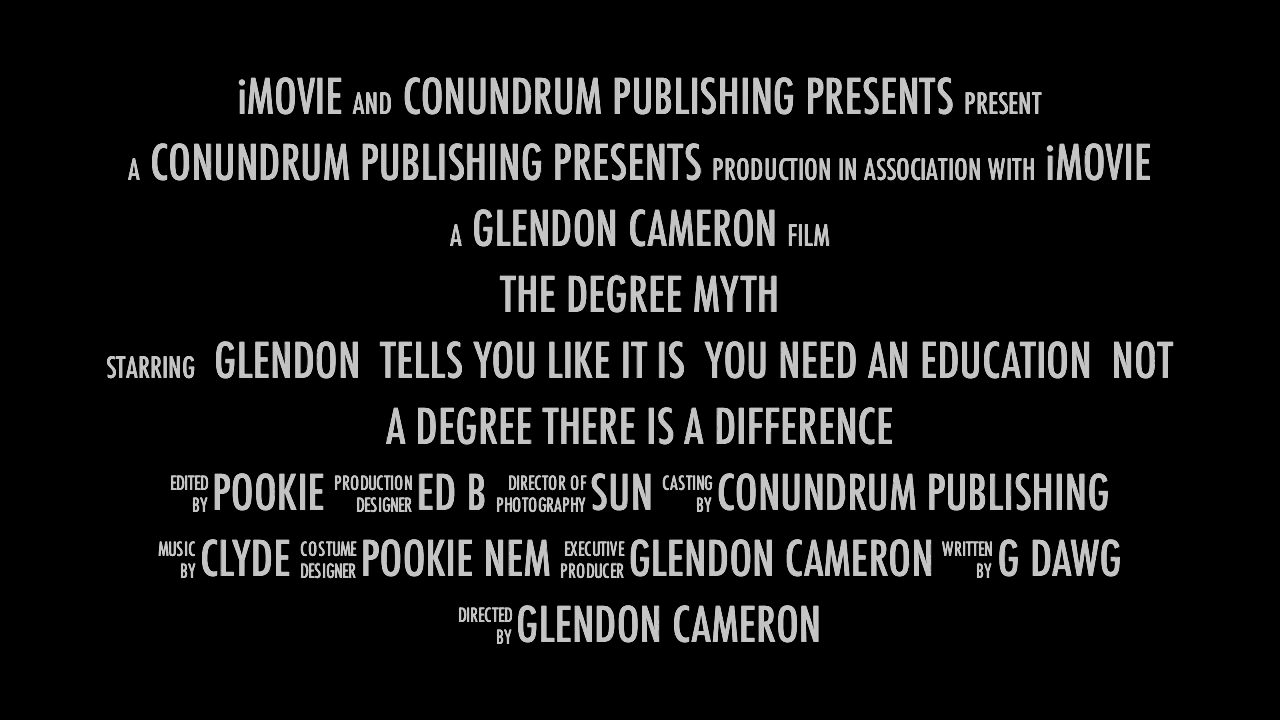 iMOVIE AND CONUNDRUM PUBLISHING PRESENTS PRESENT
A CONUNDRUM PUBLISHING PRESENTS PRODUCTION IN ASSOCIATION WITH iMOVIE
A GLENDON CAMERON FILM
THE DEGREE MYTH
STARRING GLENDON TELLS YOU LIKE IT IS YOU NEED AN EDUCATION NOT
A DEGREE THERE IS A DIFFERENCE
EDITED BY POOKIE PRODUCTION DESIGNER ED B DIRECTOR OF PHOTOGRAPHY SUN CASTING BY CONUNDRUM PUBLISHING
MUSIC BY CLYDE COSTUME DESIGNER POOKIE NEM EXECUTIVE PRODUCER GLENDON CAMERON WRITTEN BY G DAWG
DIRECTED BY GLENDON CAMERON